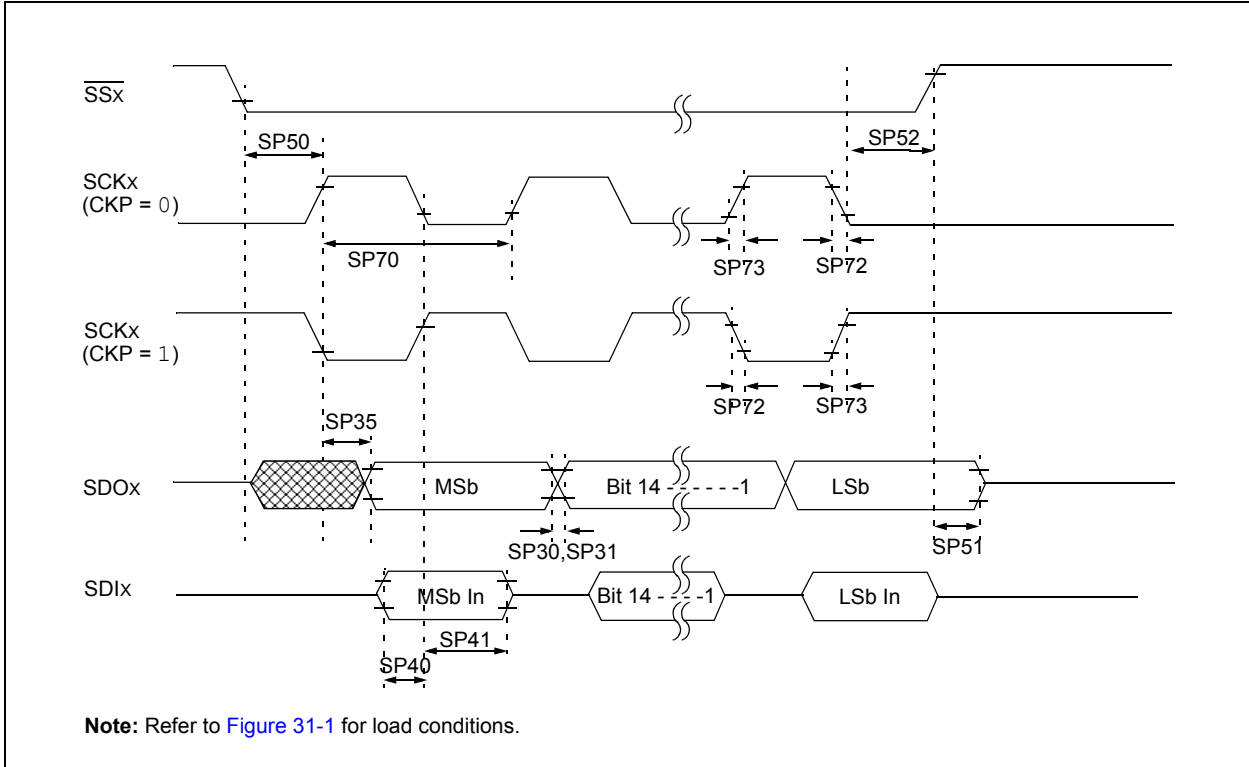 SSx
SP50
SP52
SCKx
(CKP = 0)
SP70
SP73
SP72
SCKx
(CKP = 1)
SP72
SP73
SP35
SDOx
MSb
Bit 14 - - - - - -1
LSb
SP30,SP31
SP51
SDIx
MSb In
Bit 14 - - - - -1
LSb In
SP41
SP40
Note: Refer to Figure 31-1 for load conditions.